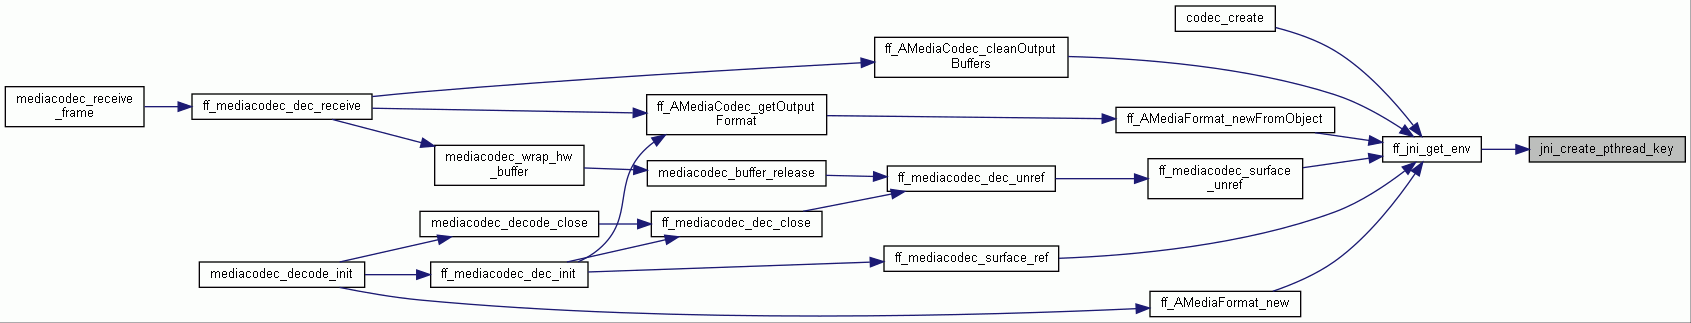 codec_create
ff_AMediaCodec_cleanOutput
Buffers
mediacodec_receive
_frame
ff_mediacodec_dec_receive
ff_AMediaCodec_getOutput
Format
ff_AMediaFormat_newFromObject
ff_jni_get_env
jni_create_pthread_key
mediacodec_wrap_hw
_buffer
mediacodec_buffer_release
ff_mediacodec_dec_unref
ff_mediacodec_surface
_unref
mediacodec_decode_close
ff_mediacodec_dec_close
ff_mediacodec_surface_ref
mediacodec_decode_init
ff_mediacodec_dec_init
ff_AMediaFormat_new